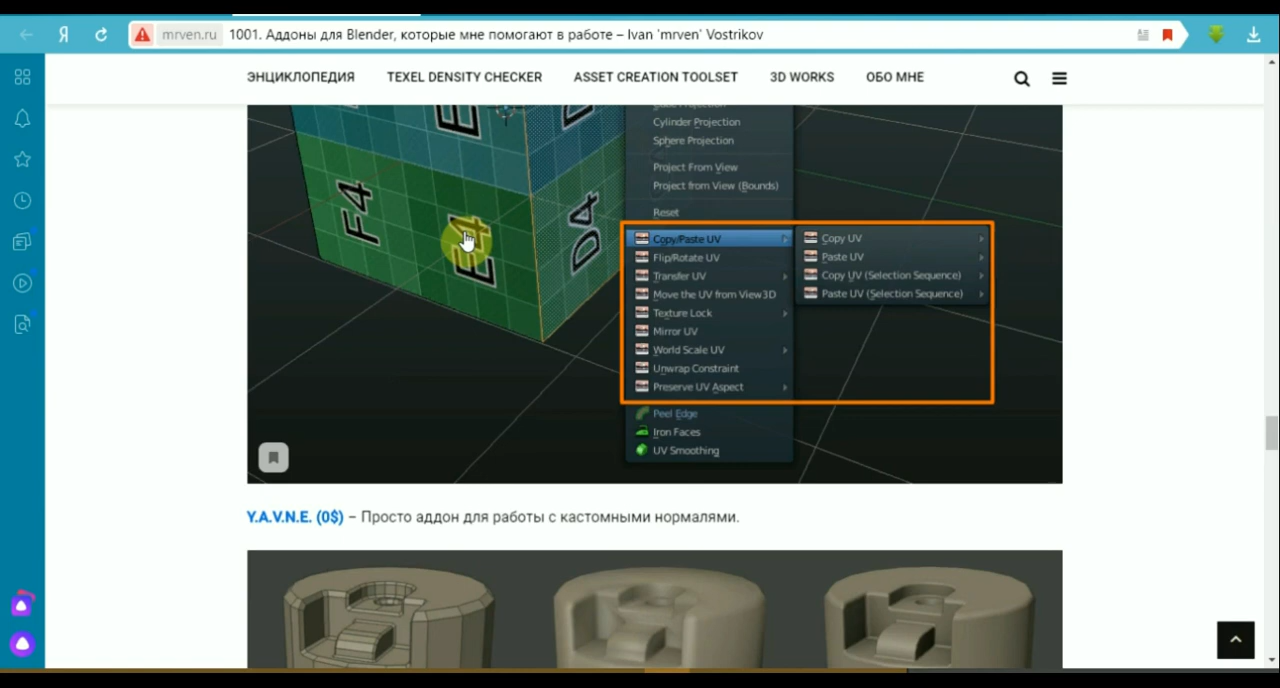 Я
mrven.ru 1001. Аддоны для Blender, которые мне помогают в работе – Ivan 'mrven' Vostrikov
ЭНЦИКЛОПЕДИЯ TEXEL DENSITY CHECKER ASSET CREATION TOOLSET 3D WORKS ОБО МНЕ
Cylinder Projection
Sphere Projection
Project From View
Project from View (Bounds)
Reset
Copy/Paste UV
Flip/Rotate UV
Transfer UV
Move the UV from View3D
Texture Lock
Mirror UV
World Scale UV
Unwrap Constraint
Preserve UV Aspect
Peel Edge
Iron Faces
UV Smoothing
Copy UV
Paste UV
Copy UV (Selection Sequence)
Paste UV (Selection Sequence)
F4
E4
D4
Y.A.V.N.E. (0$) – Просто аддон для работы с кастомными нормалями.